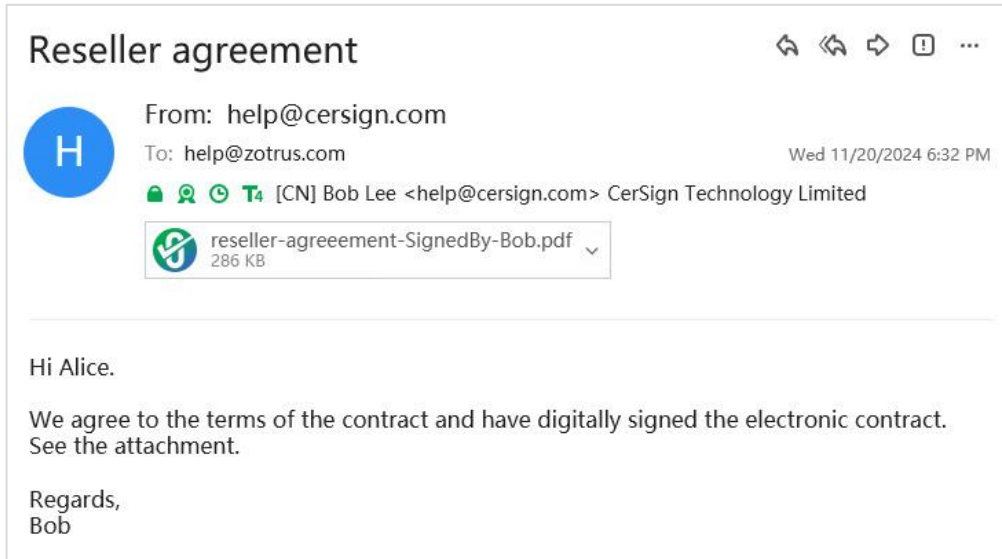 Reseller agreement
From: help@cersign.com
H
To: help@zotrus.com
Wed 11/20/2024 6:32 PM
T4 [CN] Bob Lee <help@cersign.com> CerSign Technology Limited
reseller-agreeement-SignedBy-Bob.pdf
286 KB
Hi Alice.
We agree to the terms of the contract and have digitally signed the electronic contract.
See the attachment.
Regards,
Bob